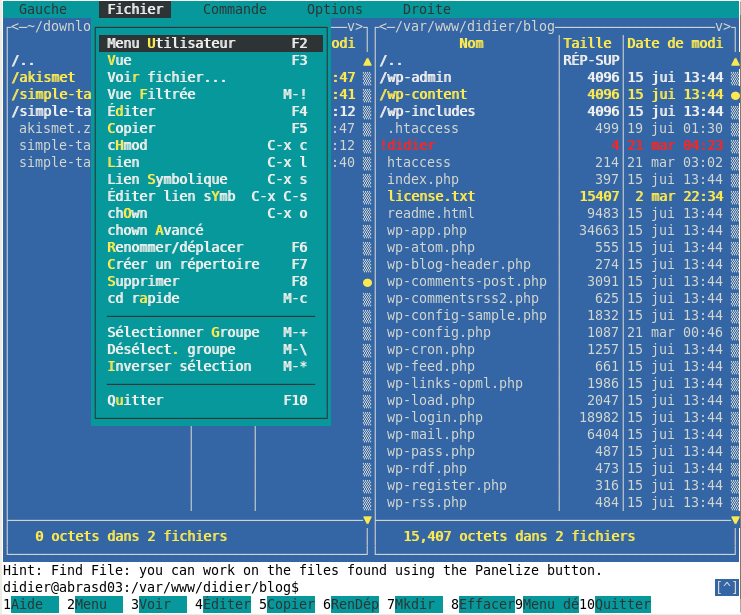 Gauche Fichier Commande Options Droite
<─~/downlo
Menu Utilisateur F2
Vue F3
Voir fichier...
Vue Filtrée M-!
Éditer F4
Copier F5
cHmod C-x c
Lien C-x l
Lien Symbolique C-x s
Éditer lien sYmb C-x C-s
chOwn C-x o
chown Avancé
Renommer/déplacer F6
Créer un répertoire F7
Supprimer F8
cd rapide M-c
Sélectionner Groupe M-+
Désélect. groupe M-\
Inverser sélection M-*
Quitter F10
v>
odi
/..
/akismet :47
/simple-ta :41
/simple-ta :12
akismet.z :47
simple-ta :12
simple-ta :40
0 octets dans 2 fichiers
<─/var/www/didier/blog v>
Nom Taille Date de modi
/.. RÉP-SUP
/wp-admin 4096 15 jui 13:44
/wp-content 4096 15 jui 13:44
/wp-includes 4096 15 jui 13:44
.htaccess 499 19 jui 01:30
!didier 4 21 mar 04:23
htaccess 214 21 mar 03:02
index.php 397 15 jui 13:44
license.txt 15407 2 mar 22:34
readme.html 9483 15 jui 13:44
wp-app.php 34663 15 jui 13:44
wp-atom.php 555 15 jui 13:44
wp-blog-header.php 274 15 jui 13:44
wp-comments-post.php 3091 15 jui 13:44
wp-commentsrss2.php 625 15 jui 13:44
wp-config-sample.php 1832 15 jui 13:44
wp-config.php 1087 21 mar 00:46
wp-cron.php 1257 15 jui 13:44
wp-feed.php 661 15 jui 13:44
wp-links-opml.php 1986 15 jui 13:44
wp-load.php 2047 15 jui 13:44
wp-login.php 18982 15 jui 13:44
wp-mail.php 6404 15 jui 13:44
wp-pass.php 487 15 jui 13:44
wp-rdf.php 473 15 jui 13:44
wp-register.php 316 15 jui 13:44
wp-rss.php 484 15 jui 13:44
15,407 octets dans 2 fichiers
Hint: Find File: you can work on the files found using the Panelize button.
didier@abrasd03:/var/www/didier/blog$ [^]
1Aide 2Menu 3Voir 4Editer 5Copier 6RenDép 7Mkdir 8Effacer 9Menu dé 10Quitter